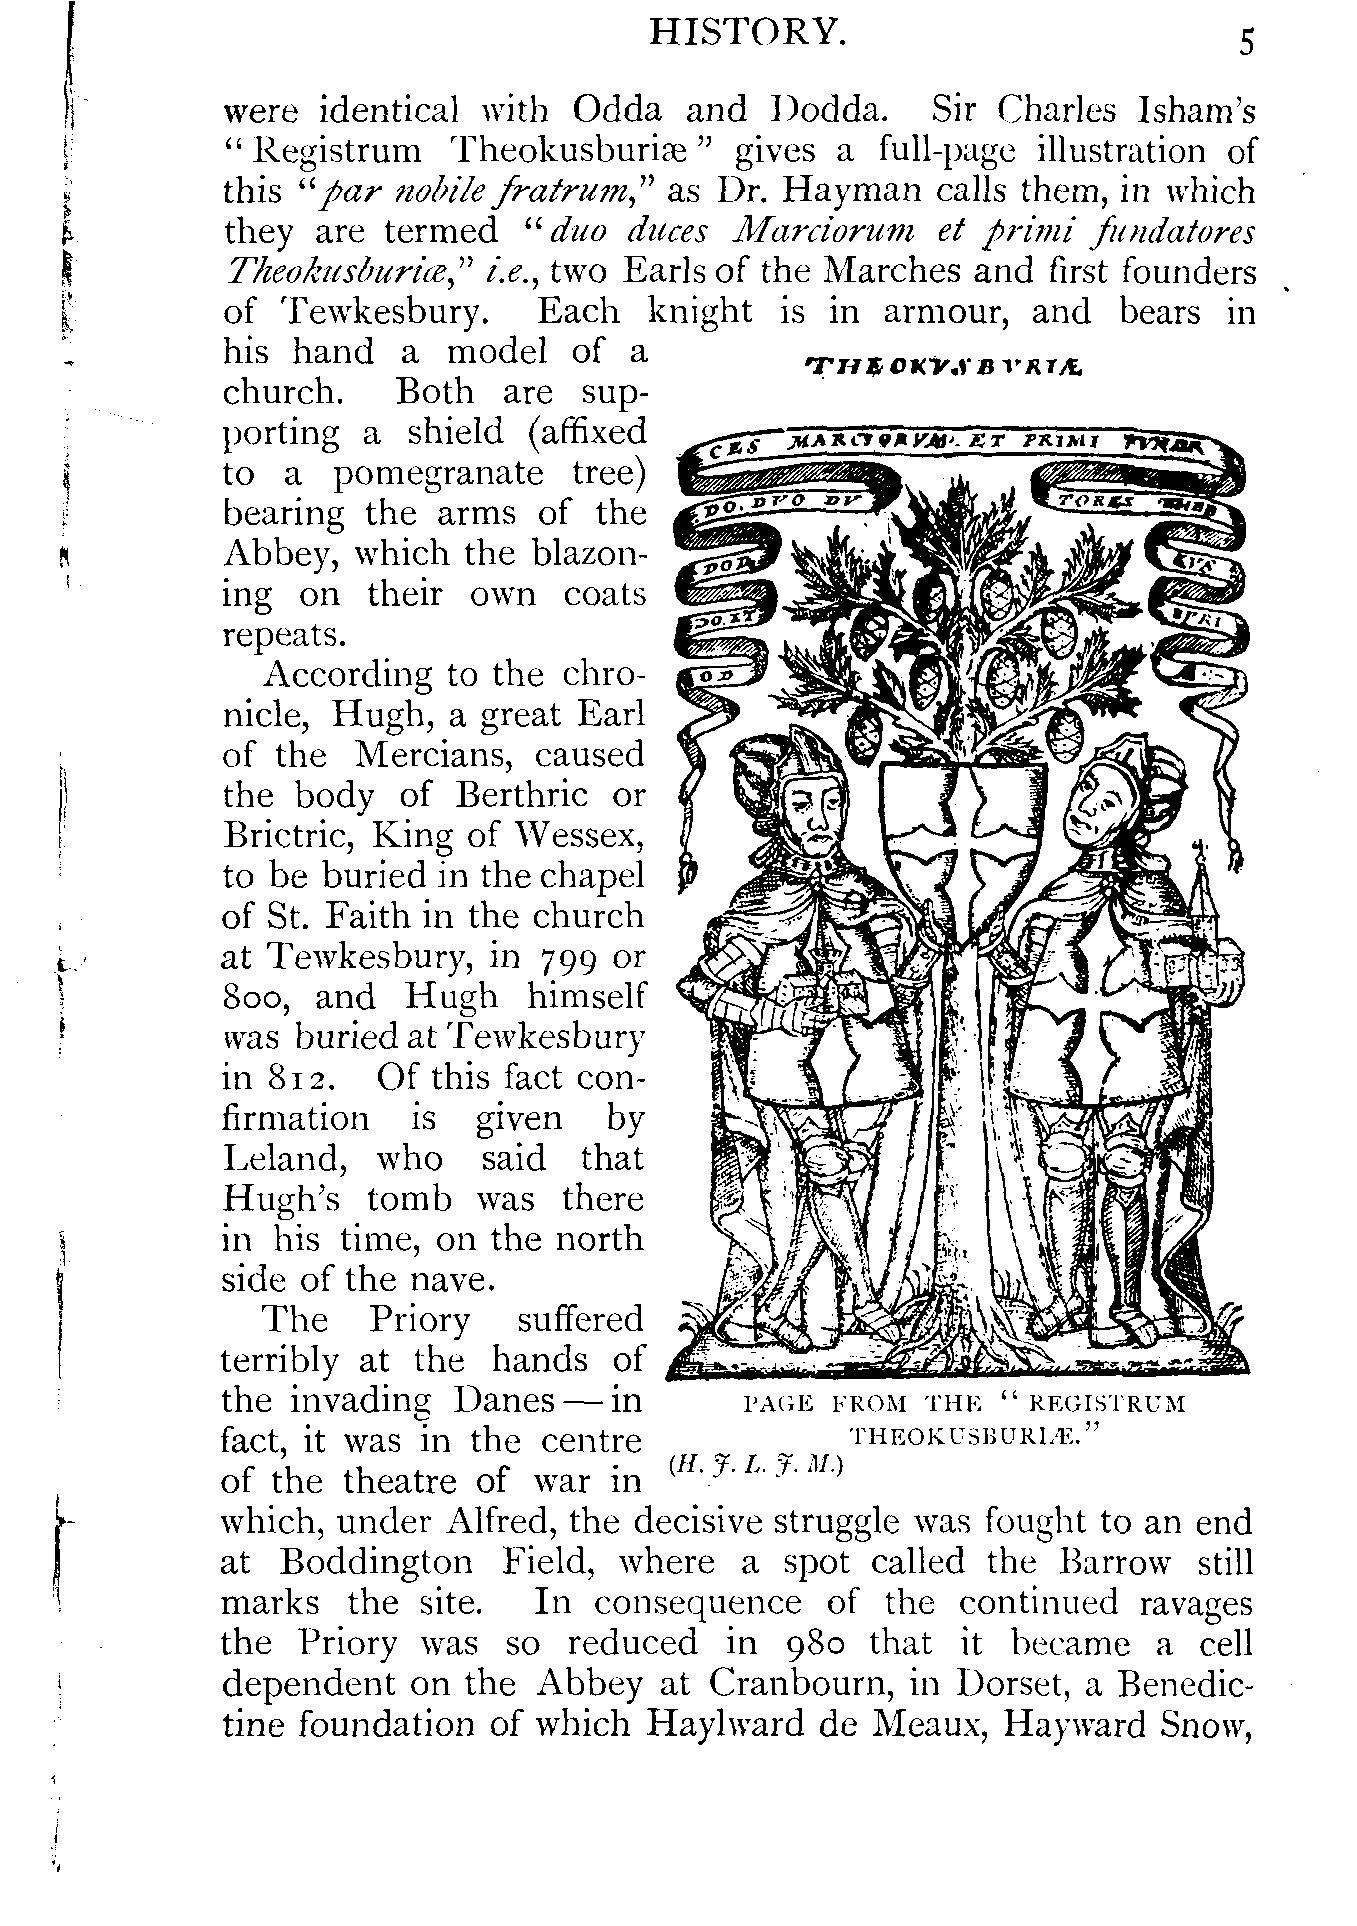 HISTORY.
5
were identical with Odda and Dodda. Sir Charles Isham's
“Registrum Theokusburiæ” gives a full-page illustration of
this “par nobile fratrum,” as Dr. Hayman calls them, in which
they are termed “duo duces Marciorum et primi fundatores
Theokusburiæ,” i.e., two Earls of the Marches and first founders
of Tewkesbury. Each knight is in armour, and bears in
his hand a model of a
church. Both are sup-
porting a shield (affixed
to a pomegranate tree)
bearing the arms of the
Abbey, which the blazon-
ing on their own coats
repeats.
According to the chro-
nicle, Hugh, a great Earl
of the Mercians, caused
the body of Berthric or
Brictric, King of Wessex,
to be buried in the chapel
of St. Faith in the church
at Tewkesbury, in 799 or
800, and Hugh himself
was buried at Tewkesbury
in 812. Of this fact con-
firmation is given by
Leland, who said that
Hugh's tomb was there
in his time, on the north
side of the nave.
The Priory suffered
terribly at the hands of
the invading Danes—in
fact, it was in the centre
of the theatre of war in
THEOKVSBVRIÆ
CES MARCIORVM. ET PRIMI FVNDA
DO. DVO DV
TORES THEO
DOD
KVS
DO. ET
BVRI
OD
PAGE FROM THE “REGISTRUM
THEOKUSBURIÆ.”
(H. J. L. J. M.)
which, under Alfred, the decisive struggle was fought to an end
at Boddington Field, where a spot called the Barrow still
marks the site. In consequence of the continued ravages
the Priory was so reduced in 980 that it became a cell
dependent on the Abbey at Cranbourn, in Dorset, a Benedic-
tine foundation of which Haylward de Meaux, Hayward Snow,